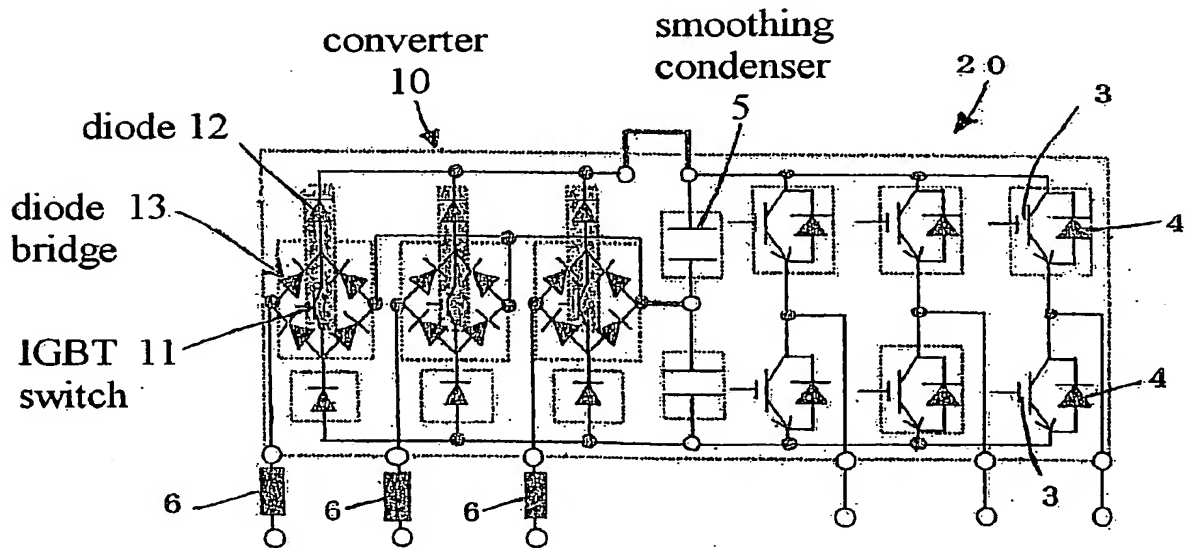 converter
10
smoothing
condenser
5
20
3
diode 12
diode 13
bridge
4
IGBT 11
switch
4
6
6
6
3